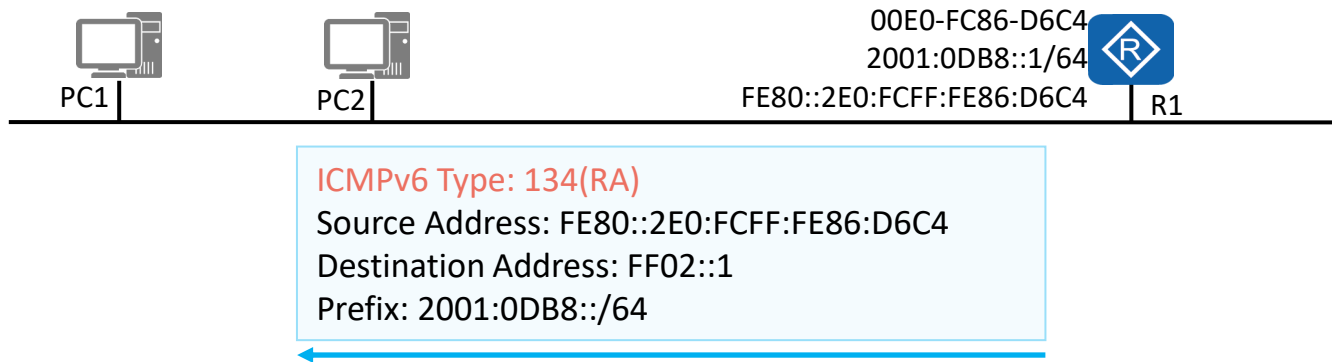 00E0-FC86-D6C4
2001:0DB8::1/64
R
PC1
PC2
FE80::2E0:FCFF:FE86:D6C4
R1
ICMPv6 Type: 134(RA)
Source Address: FE80::2E0:FCFF:FE86:D6C4
Destination Address: FF02::1
Prefix: 2001:0DB8::/64